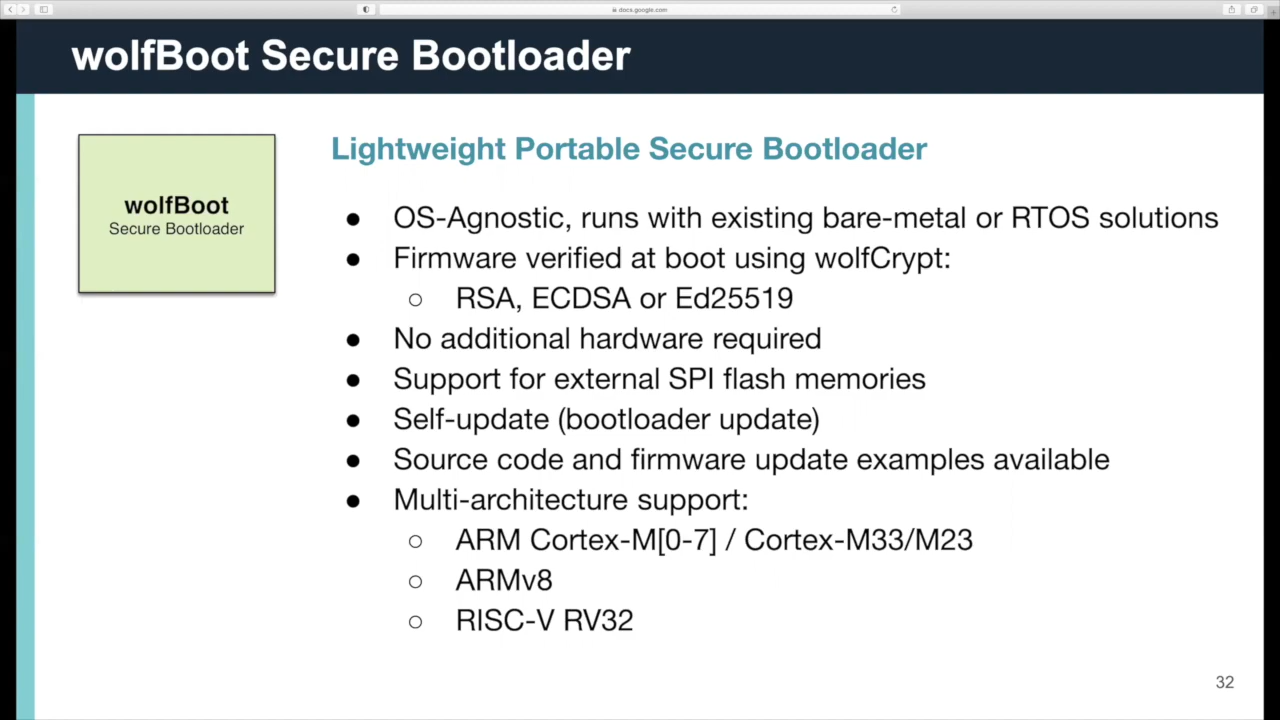 docs.google.com
wolfBoot Secure Bootloader
wolfBoot
Secure Bootloader
Lightweight Portable Secure Bootloader
● OS-Agnostic, runs with existing bare-metal or RTOS solutions
● Firmware verified at boot using wolfCrypt:
○ RSA, ECDSA or Ed25519
● No additional hardware required
● Support for external SPI flash memories
● Self-update (bootloader update)
● Source code and firmware update examples available
● Multi-architecture support:
○ ARM Cortex-M[0-7] / Cortex-M33/M23
○ ARMv8
○ RISC-V RV32
32